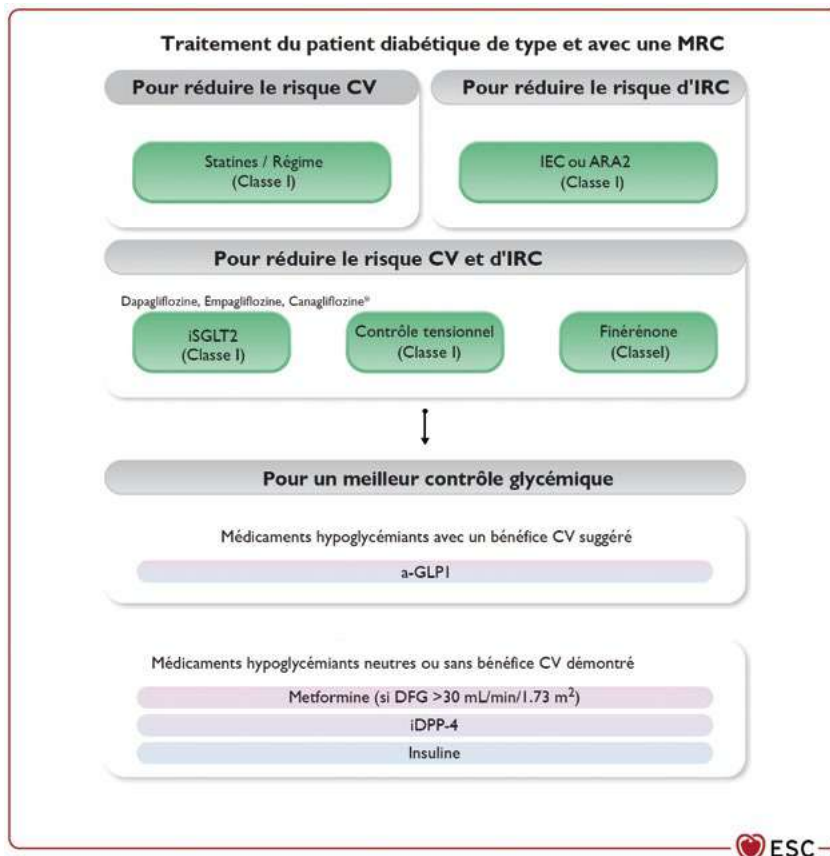 Traitement du patient diabétique de type et avec une MRC
Pour réduire le risque CV
Pour réduire le risque d'IRC
Statines / Régime
(Classe I)
IEC ou ARA2
(Classe I)
Pour réduire le risque CV et d'IRC
Dapagliflozine, Empagliflozine, Canagliflozine*
iSGLT2
(Classe I)
Contrôle tensionnel
(Classe I)
Finérénone
(ClasseI)
Pour un meilleur contrôle glycémique
Médicaments hypoglycémiants avec un bénéfice CV suggéré
a-GLP1
Médicaments hypoglycémiants neutres ou sans bénéfice CV démontré
Metformine (si DFG >30 mL/min/1.73 m²)
iDPP-4
Insuline
ESC